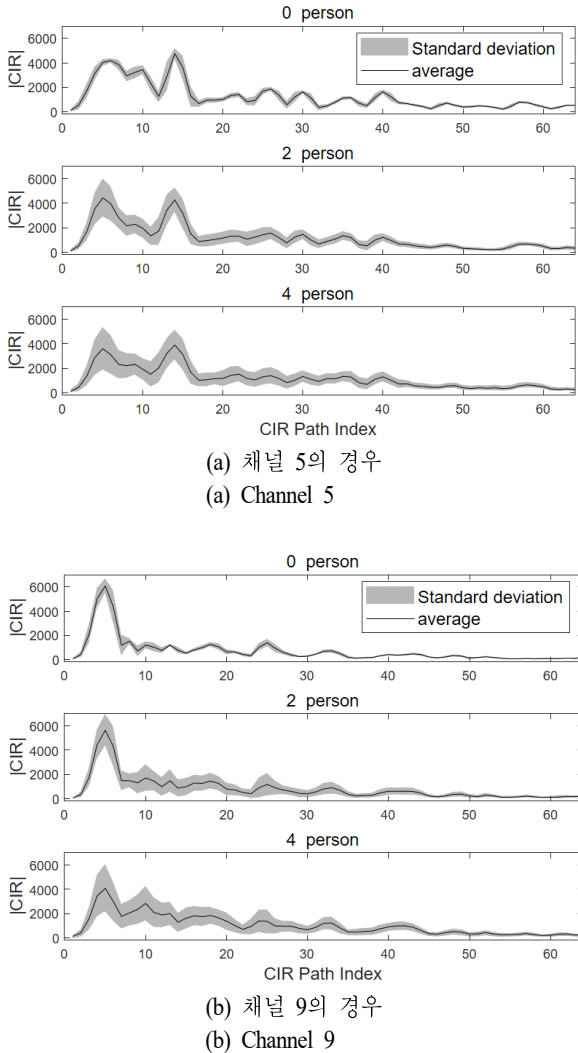 0 person
6000
4000
2000
0
|CIR|
Standard deviation
average
0 10 20 30 40 50 60
2 person
6000
4000
2000
0
|CIR|
0 10 20 30 40 50 60
4 person
6000
4000
2000
0
|CIR|
0 10 20 30 40 50 60
CIR Path Index
(a) 채널 5의 경우
(a) Channel 5
0 person
6000
4000
2000
0
|CIR|
Standard deviation
average
0 10 20 30 40 50 60
2 person
6000
4000
2000
0
|CIR|
0 10 20 30 40 50 60
4 person
6000
4000
2000
0
|CIR|
0 10 20 30 40 50 60
CIR Path Index
(b) 채널 9의 경우
(b) Channel 9